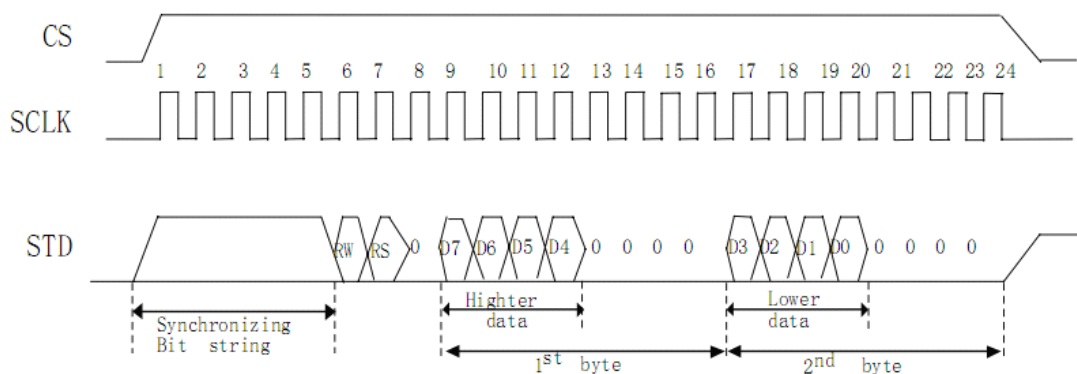 CS
1 2 3 4 5 6 7 8 9 10 11 12 13 14 15 16 17 18 19 20 21 22 23 24
SCLK
STD
RW RS 0 D7 D6 D5 D4 0 0 0 0 D3 D2 D1 D0 0 0 0 0
Synchronizing
Bit string
Highter
data
Lower
data
1st byte
2nd byte